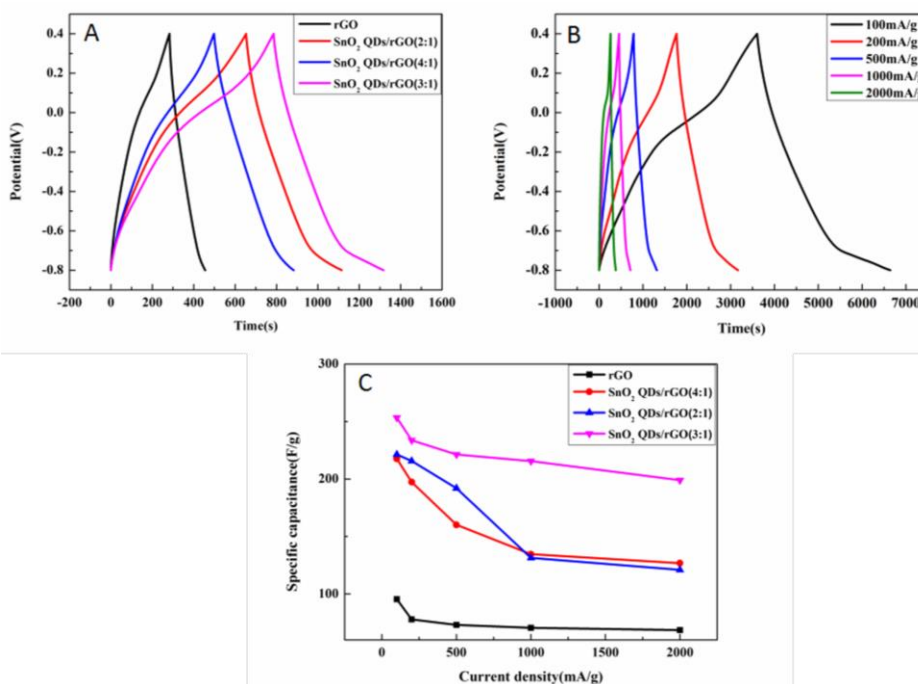 A
rGO
SnO₂ QDs/rGO(2:1)
SnO₂ QDs/rGO(4:1)
SnO₂ QDs/rGO(3:1)
Potential(V)
0.4
0.2
0.0
-0.2
-0.4
-0.6
-0.8
-200 0 200 400 600 800 1000 1200 1400 1600
Time(s)
B
100mA/g
200mA/g
500mA/g
1000mA/g
2000mA/
Potential(V)
0.4
0.2
0.0
-0.2
-0.4
-0.6
-0.8
-1000 0 1000 2000 3000 4000 5000 6000 7000
Time(s)
C
rGO
SnO₂ QDs/rGO(4:1)
SnO₂ QDs/rGO(2:1)
SnO₂ QDs/rGO(3:1)
Specific capacitance(F/g)
300
200
100
0 500 1000 1500 2000
Current density(mA/g)